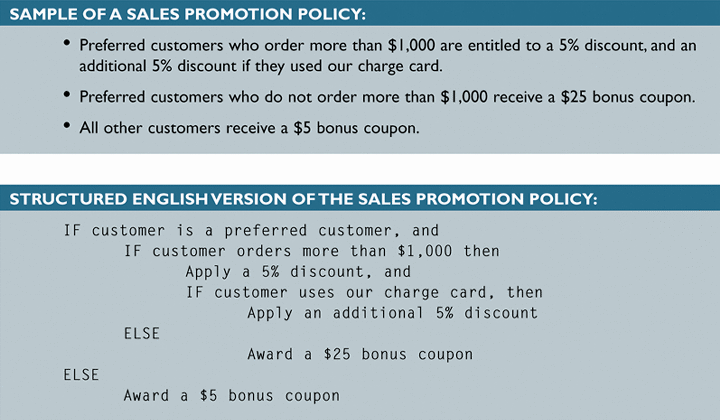 SAMPLE OF A SALES PROMOTION POLICY:
• Preferred customers who order more than $1,000 are entitled to a 5% discount, and an
additional 5% discount if they used our charge card.
• Preferred customers who do not order more than $1,000 receive a $25 bonus coupon.
• All other customers receive a $5 bonus coupon.
STRUCTURED ENGLISH VERSION OF THE SALES PROMOTION POLICY:
IF customer is a preferred customer, and
IF customer orders more than $1,000 then
Apply a 5% discount, and
IF customer uses our charge card, then
Apply an additional 5% discount
ELSE
Award a $25 bonus coupon
ELSE
Award a $5 bonus coupon